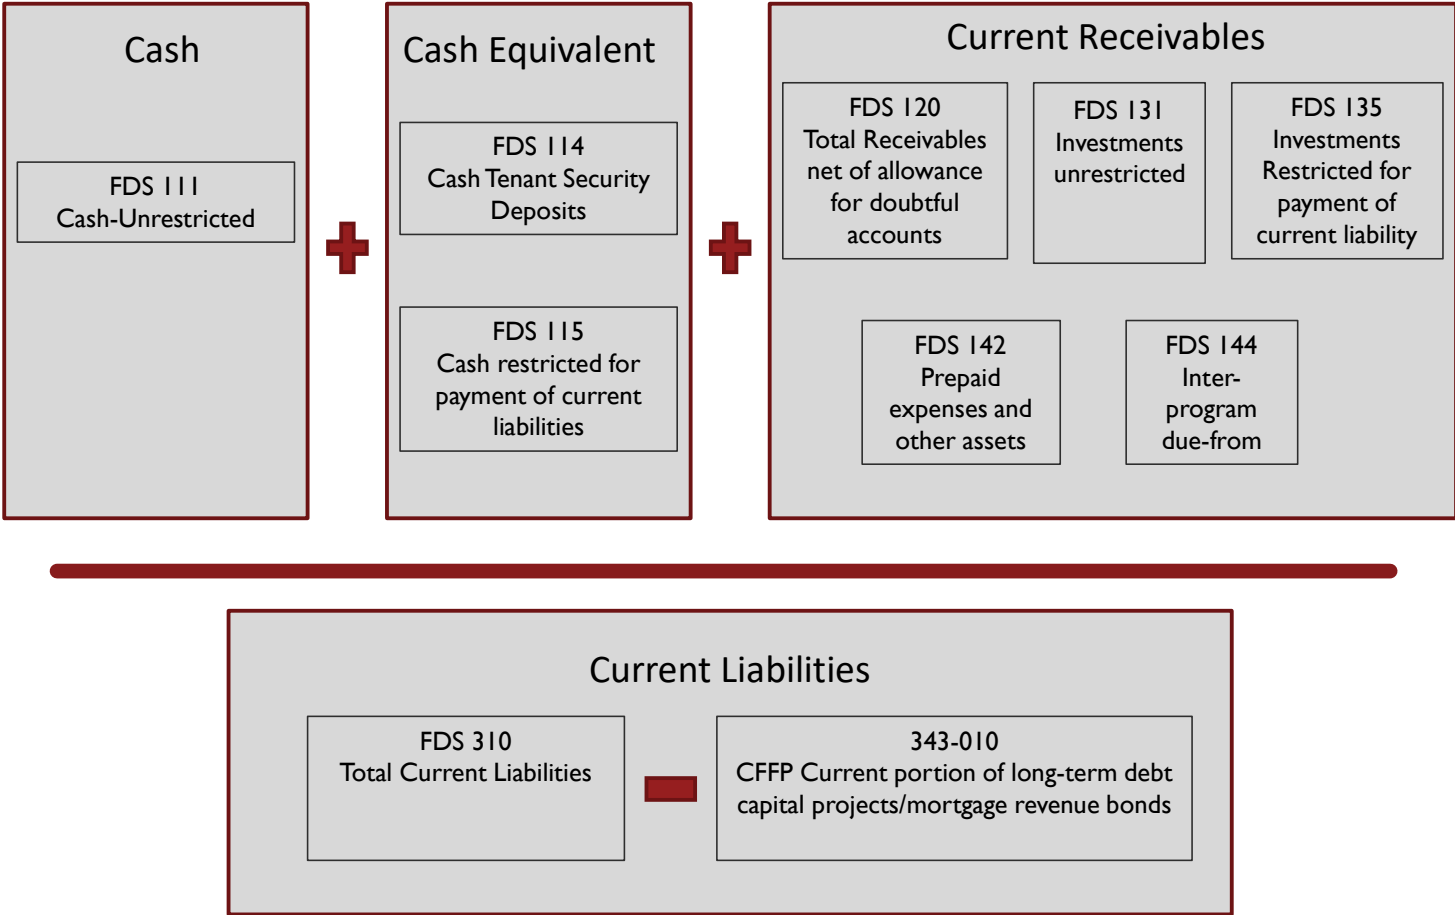 Cash
FDS 111
Cash-Unrestricted
Cash Equivalent
FDS 114
Cash Tenant Security
Deposits
FDS 115
Cash restricted for
payment of current
liabilities
Current Receivables
FDS 120
Total Receivables
net of allowance
for doubtful
accounts
FDS 131
Investments
unrestricted
FDS 135
Investments
Restricted for
payment of
current liability
FDS 142
Prepaid
expenses and
other assets
FDS 144
Inter-
program
due-from
Current Liabilities
FDS 310
Total Current Liabilities
343-010
CFFP Current portion of long-term debt
capital projects/mortgage revenue bonds